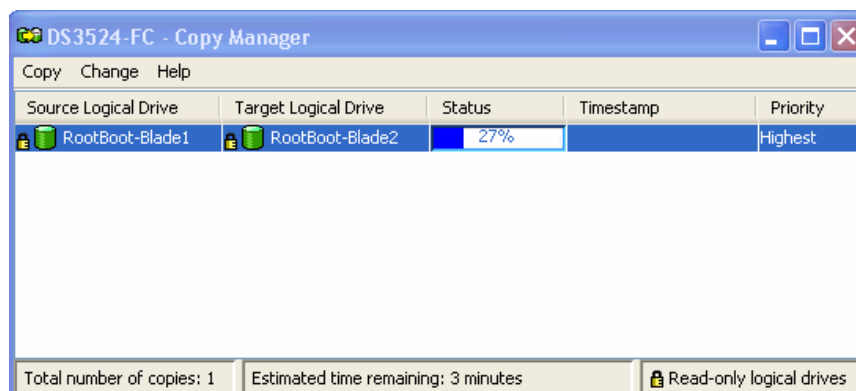 DS3524-FC - Copy Manager
Copy Change Help
Source Logical Drive Target Logical Drive Status Timestamp Priority
RootBoot-Blade1 RootBoot-Blade2 27% Highest
Total number of copies: 1 Estimated time remaining: 3 minutes Read-only logical drives